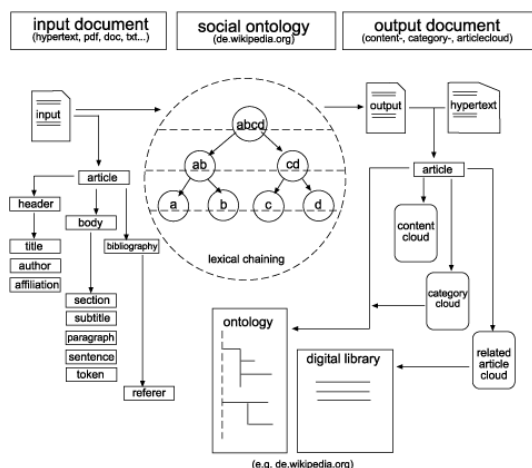 input document
(hypertext, pdf, doc, txt...)
social ontology
(de.wikipedia.org)
output document
(content-, category-, articlecloud)
input
article
header
title
author
affiliation
body
section
subtitle
paragraph
sentence
token
bibliography
referer
abcd
ab
cd
a
b
c
d
lexical chaining
output
hypertext
article
content
cloud
category
cloud
related
article
cloud
ontology
digital library
(e.g. de.wikipedia.org)